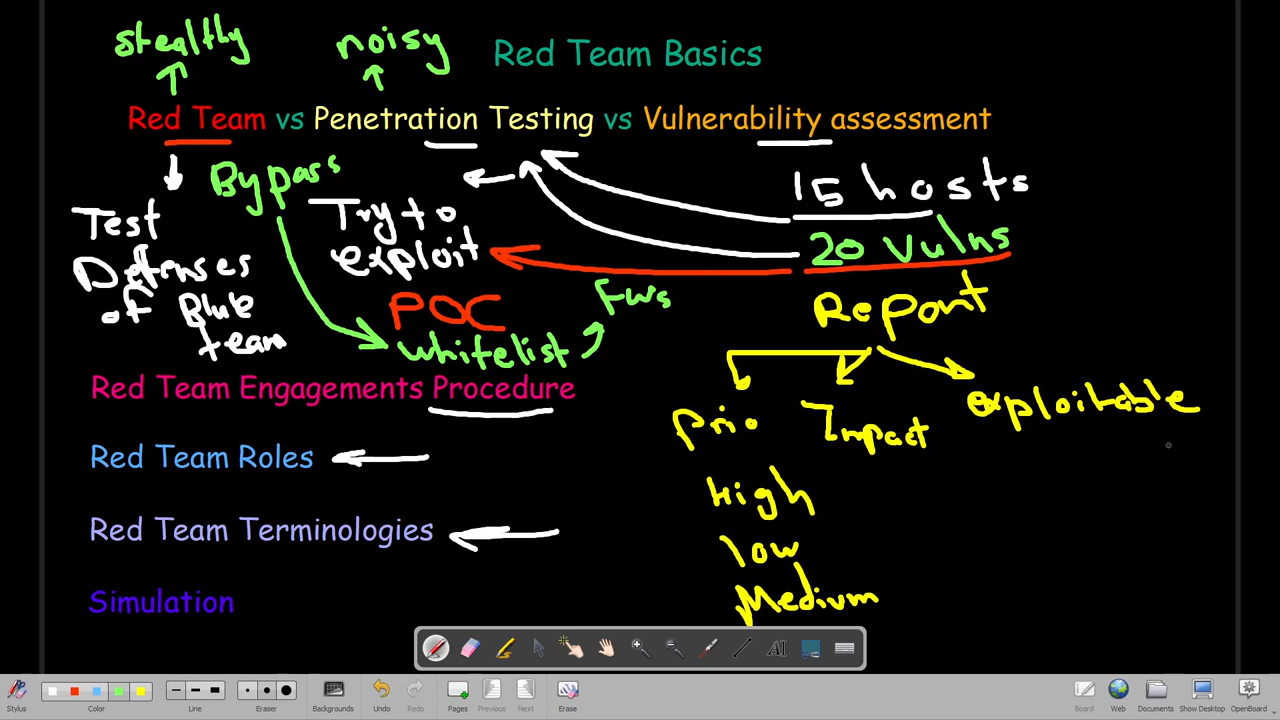 stealthy
noisy
Red Team Basics
Red Team vs Penetration Testing vs Vulnerability assessment
Bypass
Test
Defenses
of Blue
team
Try to
exploit
POC
whitelist
Fws
15 hosts
20 vulns
Report
prio
Impact
exploitable
High
low
Medium
Red Team Engagements Procedure
Red Team Roles
Red Team Terminologies
Simulation
Stylus
Color
Line
Eraser
Backgrounds
Undo
Redo
Pages
Previous
Next
Erase
Board
Web
Documents
Show Desktop
OpenBoard